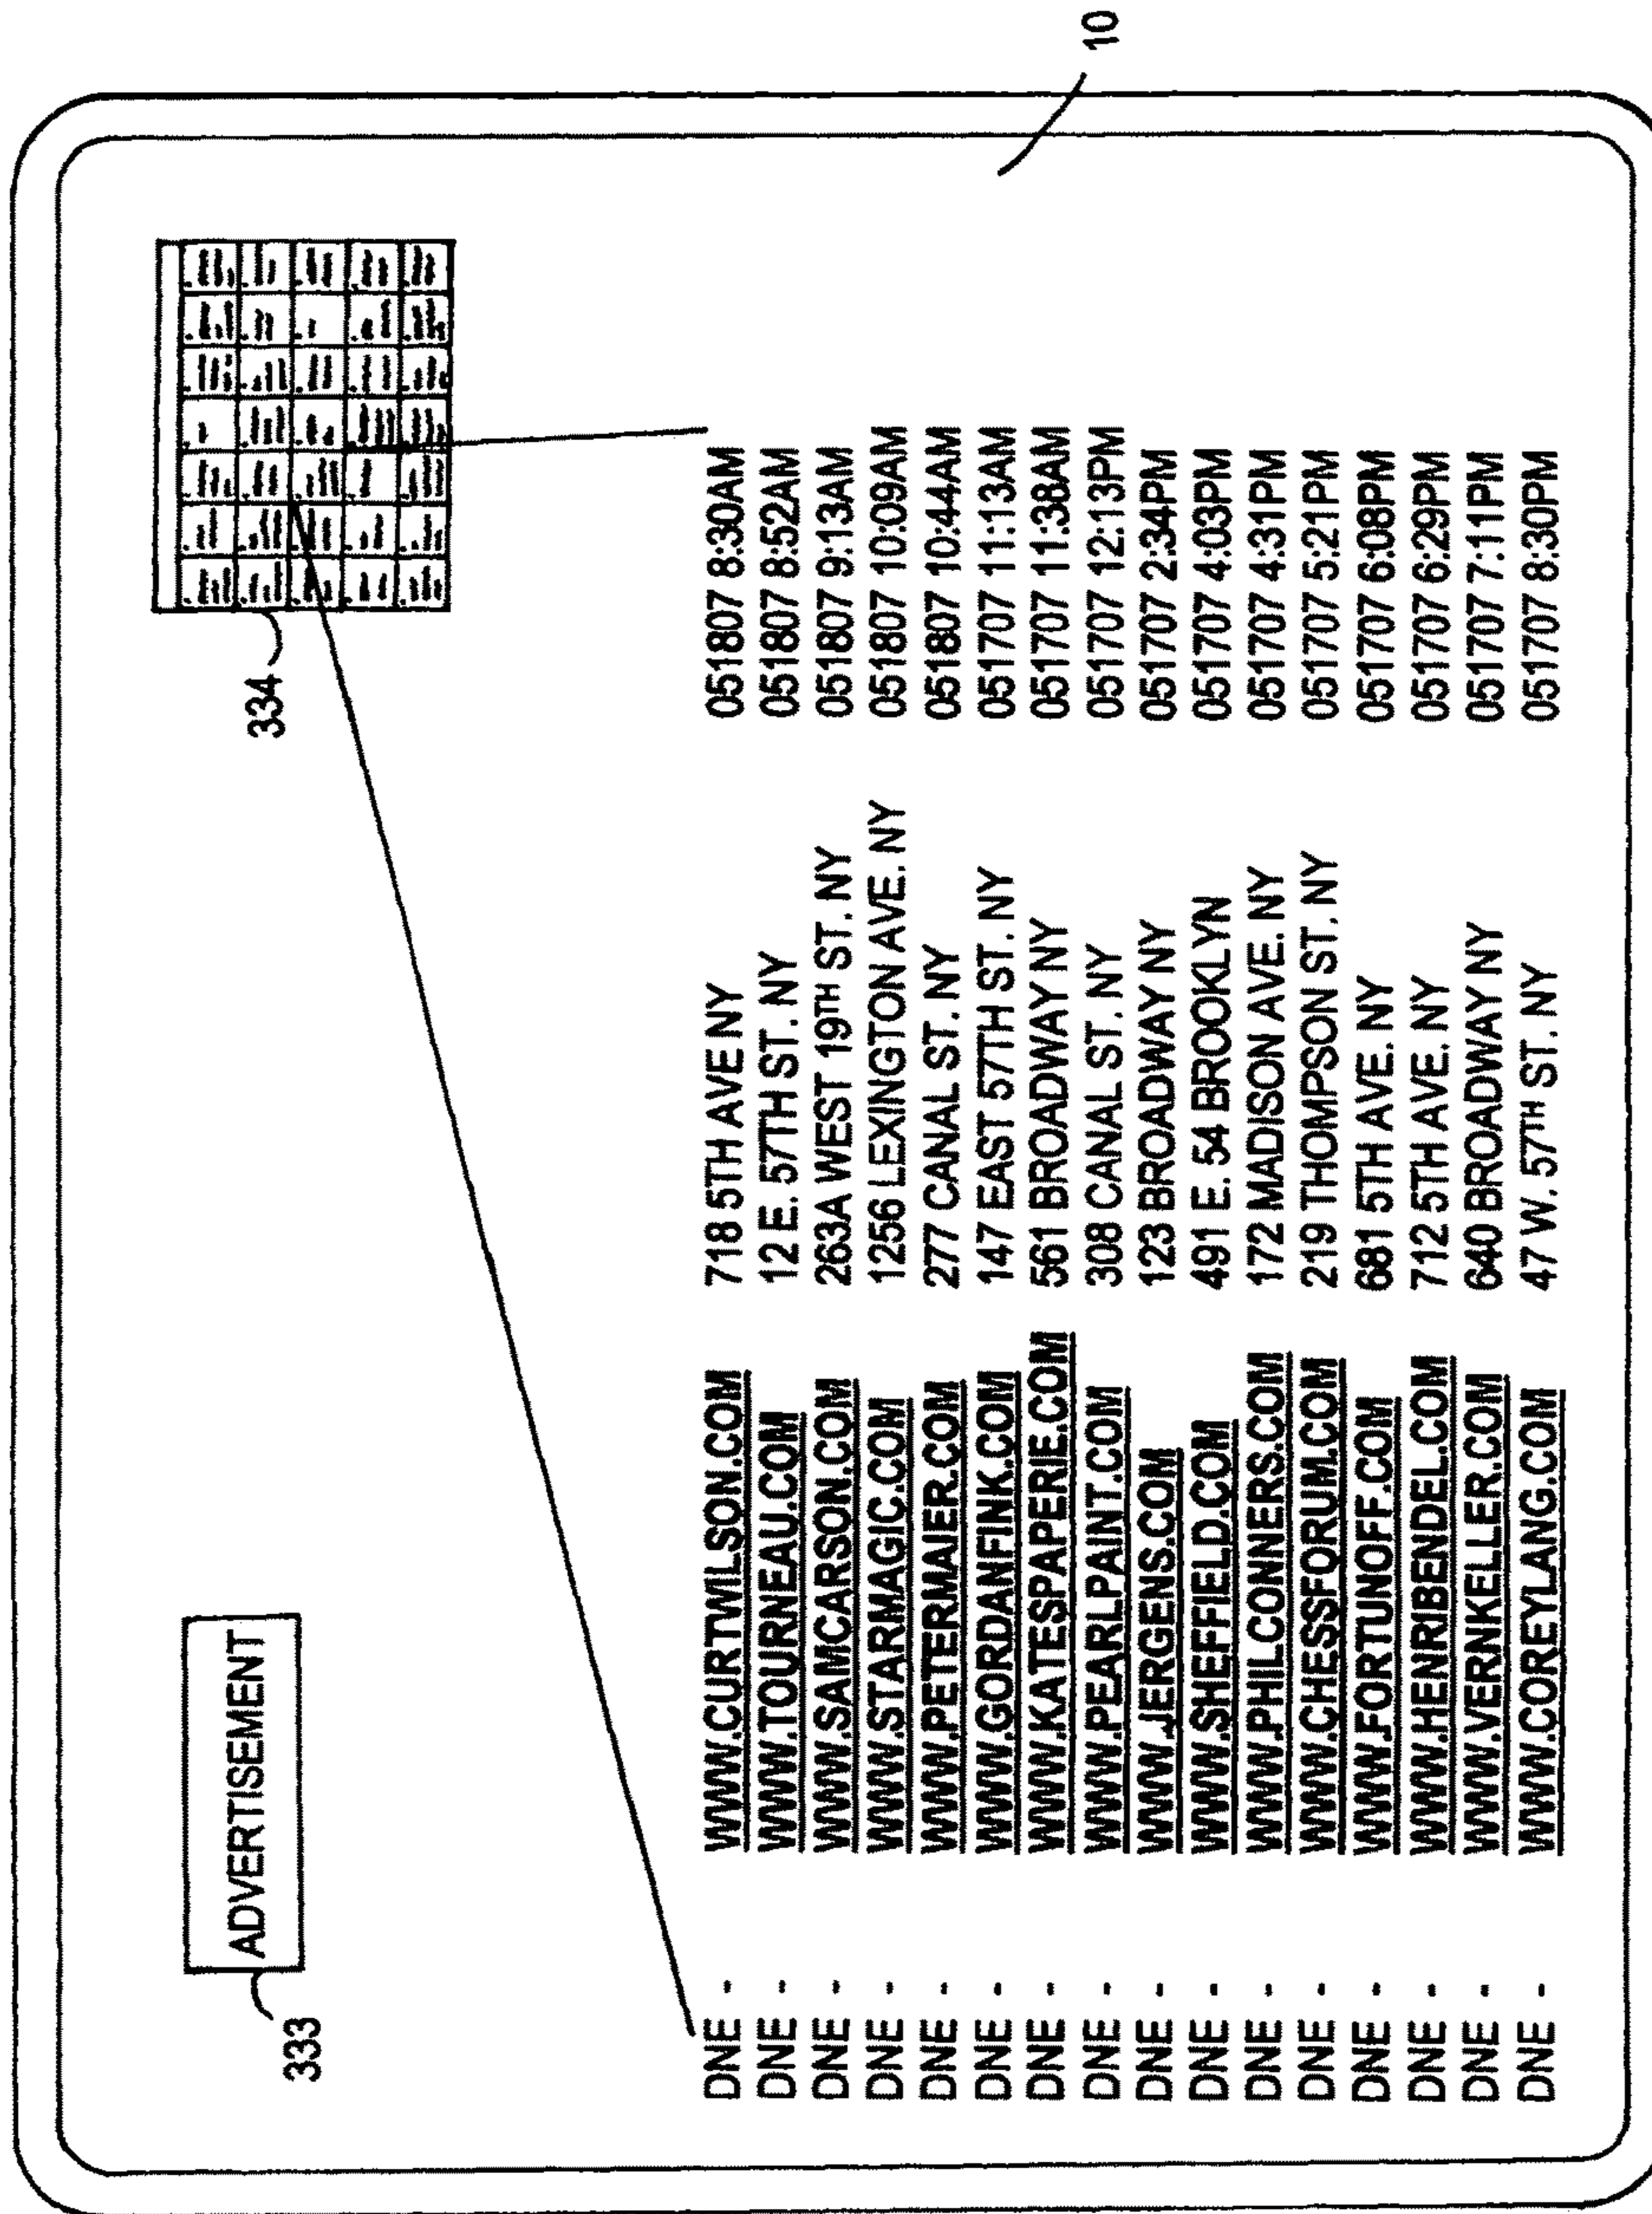 ADVERTISEMENT
333
334
10
DNE - WWW.CURTWILSON.COM 718 5TH AVE NY 051807 8:30AM
DNE - WWW.TOURNEAU.COM 12 E. 57TH ST. NY 051807 8:52AM
DNE - WWW.SAMCARSON.COM 263A WEST 19TH ST. NY 051807 9:13AM
DNE - WWW.STARMAGIC.COM 1256 LEXINGTON AVE. NY 051807 10:09AM
DNE - WWW.PETERMAIER.COM 277 CANAL ST. NY 051807 10:44AM
DNE - WWW.GORDANFINK.COM 147 EAST 57TH ST. NY 051707 11:13AM
DNE - WWW.KATESPAPERIE.COM 561 BROADWAY NY 051707 11:38AM
DNE - WWW.PEARLPAINT.COM 308 CANAL ST. NY 051707 12:13PM
DNE - WWW.JERGENS.COM 123 BROADWAY NY 051707 2:34PM
DNE - WWW.SHEFFIELD.COM 491 E. 54 BROOKLYN 051707 4:03PM
DNE - WWW.PHILCONNERS.COM 172 MADISON AVE. NY 051707 4:31PM
DNE - WWW.CHESSFORUM.COM 219 THOMPSON ST. NY 051707 5:21PM
DNE - WWW.FORTUNOFF.COM 681 5TH AVE. NY 051707 6:08PM
DNE - WWW.HENRIBENDEL.COM 712 5TH AVE. NY 051707 6:29PM
DNE - WWW.VERNKELLER.COM 640 BROADWAY NY 051707 7:11PM
DNE - WWW.COREYLANG.COM 47 W. 57TH ST. NY 051707 8:30PM